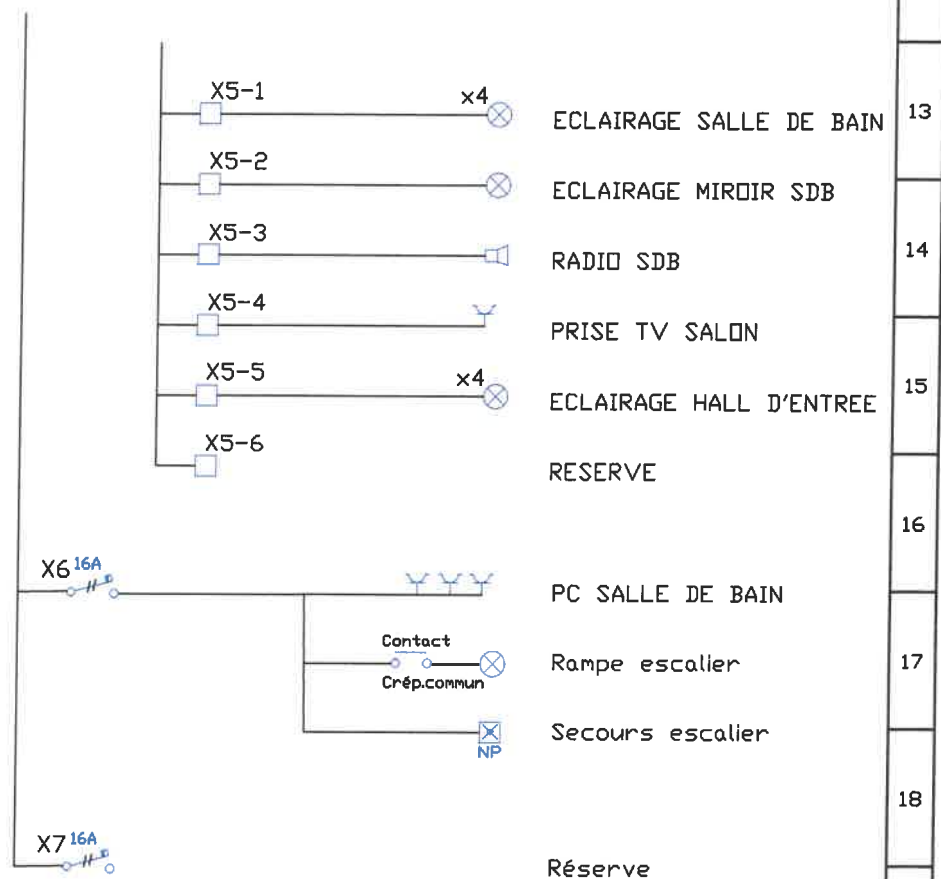 X5-1 x4 ECLAIRAGE SALLE DE BAIN 13
X5-2 ECLAIRAGE MIROIR SDB
X5-3 RADIO SDB 14
X5-4 PRISE TV SALON
X5-5 x4 ECLAIRAGE HALL D'ENTREE 15
X5-6 RESERVE
16
X6 16A PC SALLE DE BAIN
Contact
Crép.commun Rampe escalier 17
NP Secours escalier
18
X7 16A Réserve